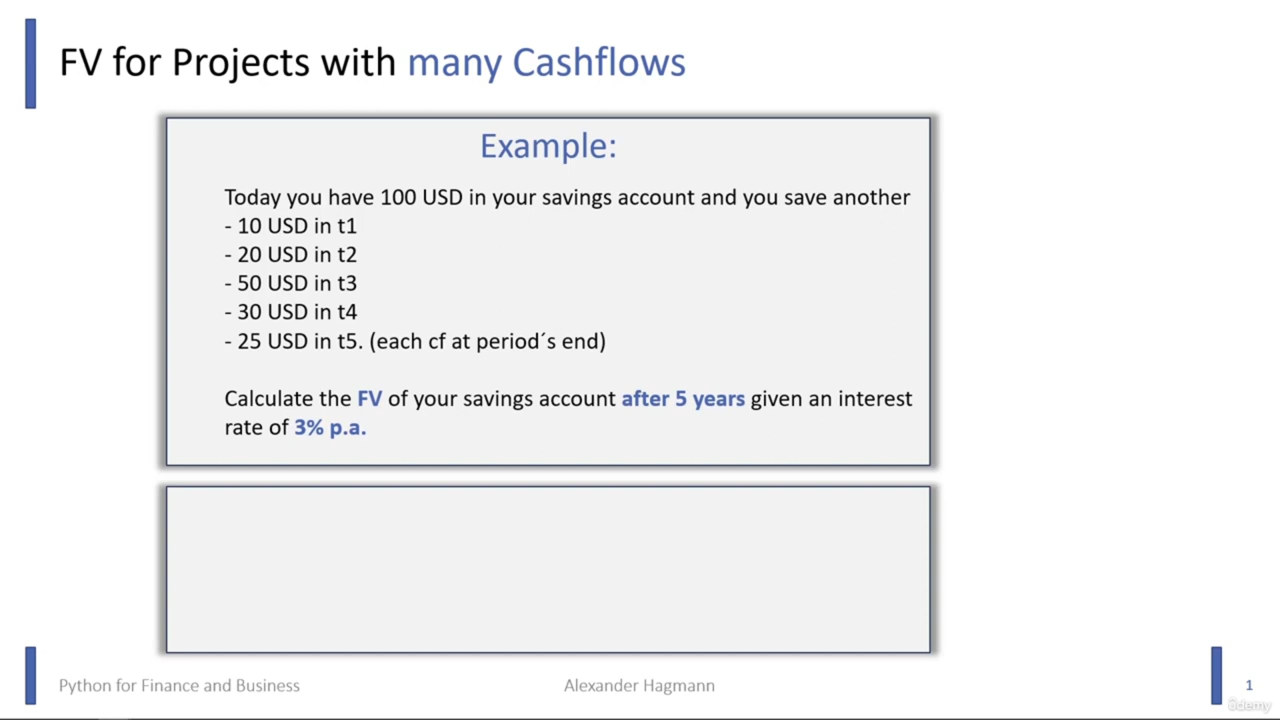 FV for Projects with many Cashflows
Example:
Today you have 100 USD in your savings account and you save another
- 10 USD in t1
- 20 USD in t2
- 50 USD in t3
- 30 USD in t4
- 25 USD in t5. (each cf at period´s end)
Calculate the FV of your savings account after 5 years given an interest
rate of 3% p.a.
Python for Finance and Business
Alexander Hagmann
1
ûdemy